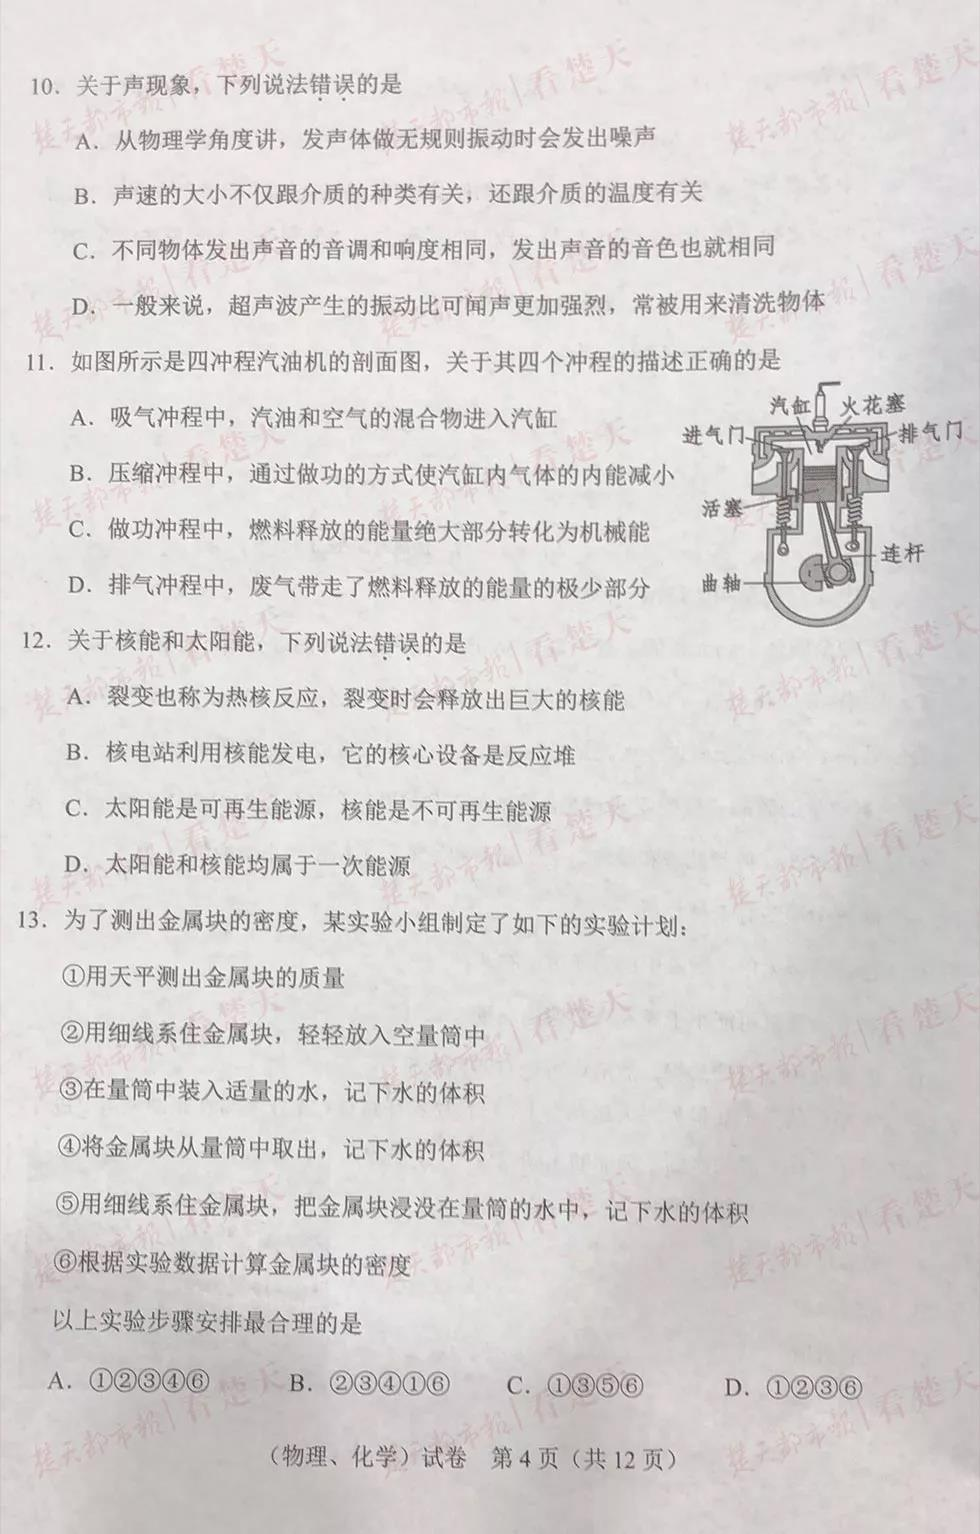 10．关于声现象，下列说法错误的是
A．从物理学角度讲，发声体做无规则振动时会发出噪声
B．声速的大小不仅跟介质的种类有关，还跟介质的温度有关
C．不同物体发出声音的音调和响度相同，发出声音的音色也就相同
D．一般来说，超声波产生的振动比可闻声更加强烈，常被用来清洗物体
11．如图所示是四冲程汽油机的剖面图，关于其四个冲程的描述正确的是
A．吸气冲程中，汽油和空气的混合物进入汽缸
B．压缩冲程中，通过做功的方式使汽缸内气体的内能减小
C．做功冲程中，燃料释放的能量绝大部分转化为机械能
D．排气冲程中，废气带走了燃料释放的能量的极少部分
汽缸 火花塞
进气门 排气门
活塞
连杆
曲轴
12．关于核能和太阳能，下列说法错误的是
A．裂变也称为热核反应，裂变时会释放出巨大的核能
B．核电站利用核能发电，它的核心设备是反应堆
C．太阳能是可再生能源，核能是不可再生能源
D．太阳能和核能均属于一次能源
13．为了测出金属块的密度，某实验小组制定了如下的实验计划：
①用天平测出金属块的质量
②用细线系住金属块，轻轻放入空量筒中
③在量筒中装入适量的水，记下水的体积
④将金属块从量筒中取出，记下水的体积
⑤用细线系住金属块，把金属块浸没在量筒的水中，记下水的体积
⑥根据实验数据计算金属块的密度
以上实验步骤安排最合理的是
A．①②③④⑥ B．②③④①⑥ C．①③⑤⑥ D．①②③⑥
（物理、化学）试卷 第 4 页（共 12 页）
楚天都市报|看楚天